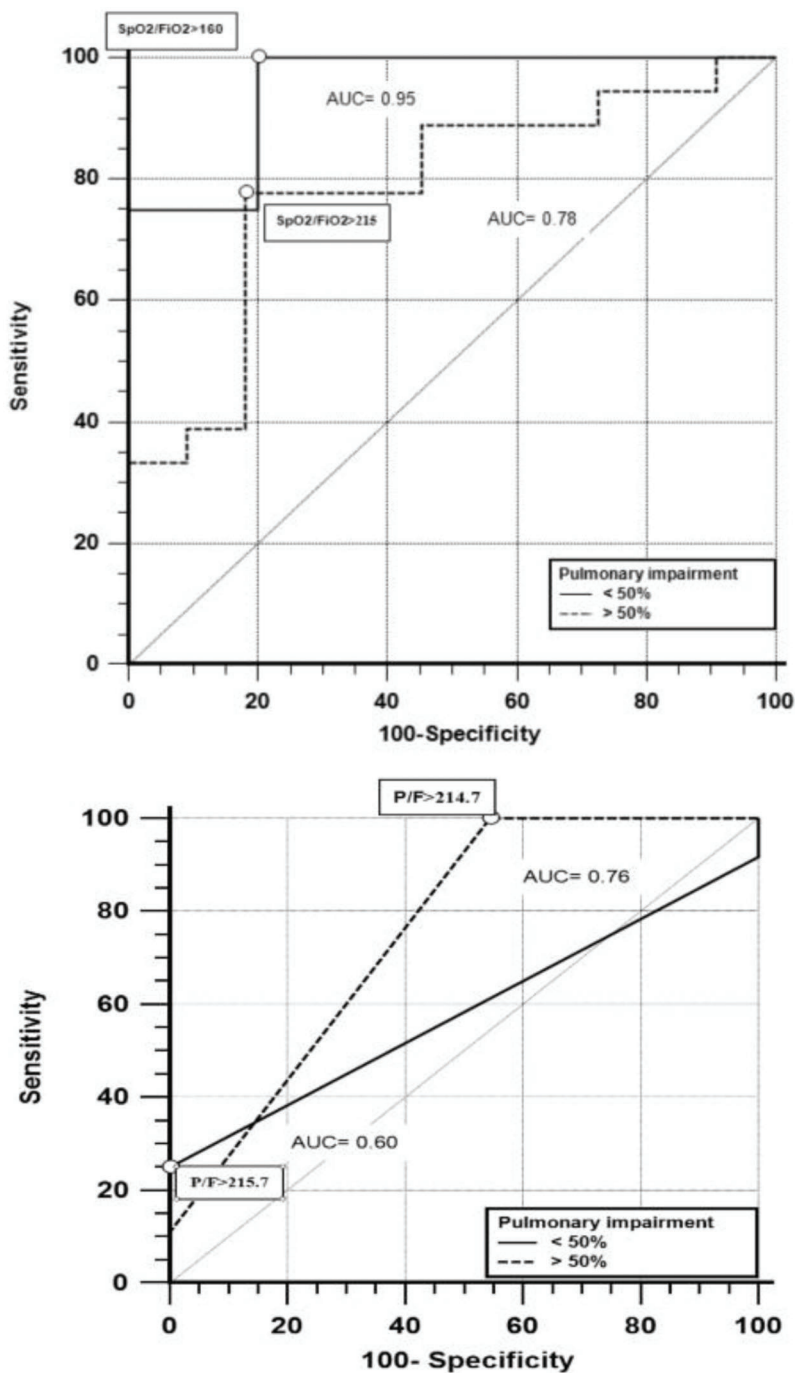 SpO2/FiO2>160
100
AUC= 0.95
80
SpO2/FiO2>215
AUC= 0.78
60
Sensitivity
40
20
Pulmonary impairment
< 50%
> 50%
0
0 20 40 60 80 100
100-Specificity
P/F>214.7
100
AUC= 0.76
80
60
Sensitivity
40
AUC= 0.60
P/F>215.7
20
Pulmonary impairment
< 50%
> 50%
0
0 20 40 60 80 100
100- Specificity